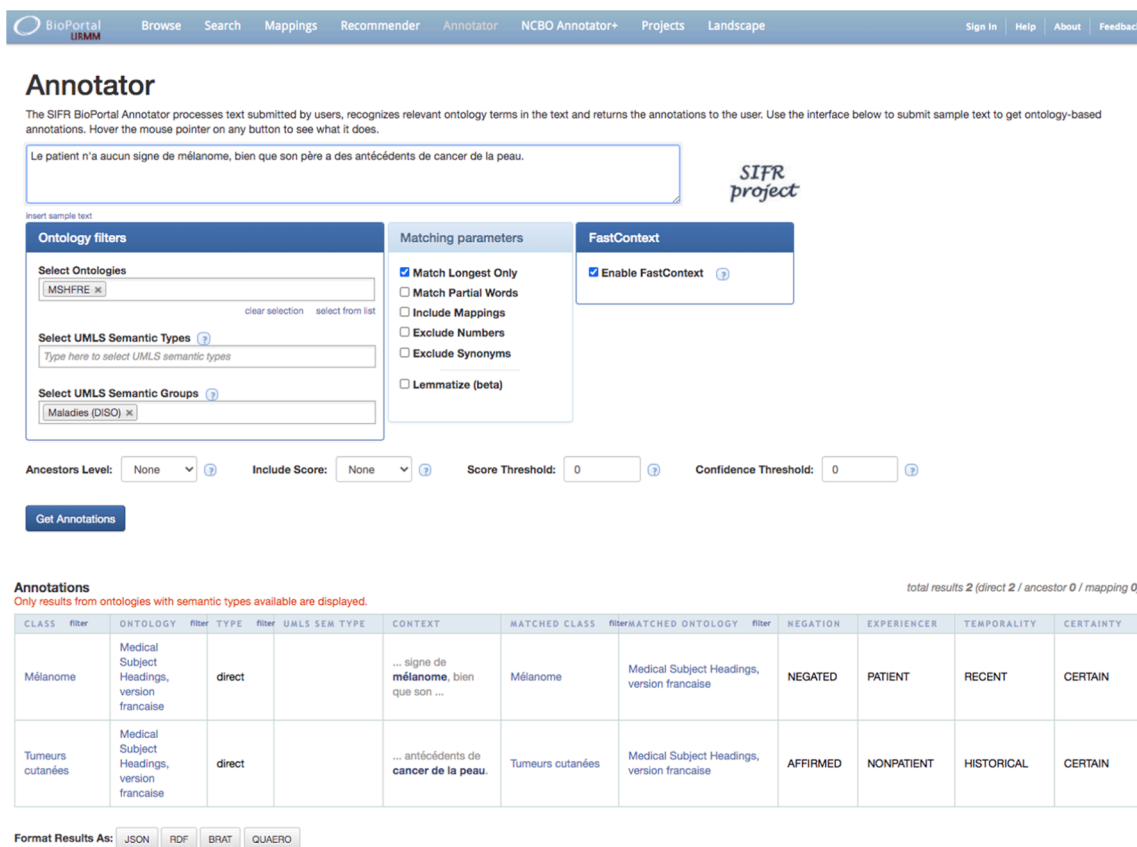 BioPortal
LIRMM
Browse Search Mappings Recommender Annotator NCBO Annotator+ Projects Landscape Sign In Help About Feedback
Annotator
The SIFR BioPortal Annotator processes text submitted by users, recognizes relevant ontology terms in the text and returns the annotations to the user. Use the interface below to submit sample text to get ontology-based
annotations. Hover the mouse pointer on any button to see what it does.
Le patient n'a aucun signe de mélanome, bien que son père a des antécédents de cancer de la peau.
SIFR
project
insert sample text
Ontology filters
Select Ontologies
MSHFRE ×
clear selection select from list
Select UMLS Semantic Types ?
Type here to select UMLS semantic types
Select UMLS Semantic Groups ?
Maladies (DISO) ×
Matching parameters
Match Longest Only
Match Partial Words
Include Mappings
Exclude Numbers
Exclude Synonyms
Lemmatize (beta)
FastContext
Enable FastContext ?
Ancestors Level: None ? Include Score: None ? Score Threshold: 0 ? Confidence Threshold: 0 ?
Get Annotations
Annotations
total results 2 (direct 2 / ancestor 0 / mapping 0)
Only results from ontologies with semantic types available are displayed.
CLASS filter ONTOLOGY filter TYPE filter UMLS SEM TYPE CONTEXT MATCHED CLASS filter MATCHED ONTOLOGY filter NEGATION EXPERIENCER TEMPORALITY CERTAINTY
Mélanome
Medical
Subject
Headings,
version
francaise
direct
... signe de
mélanome, bien
que son ...
Mélanome
Medical Subject Headings,
version francaise
NEGATED
PATIENT
RECENT
CERTAIN
Tumeurs
cutanées
Medical
Subject
Headings,
version
francaise
direct
... antécédents de
cancer de la peau.
Tumeurs cutanées
Medical Subject Headings,
version francaise
AFFIRMED
NONPATIENT
HISTORICAL
CERTAIN
Format Results As: JSON RDF BRAT QUAERO